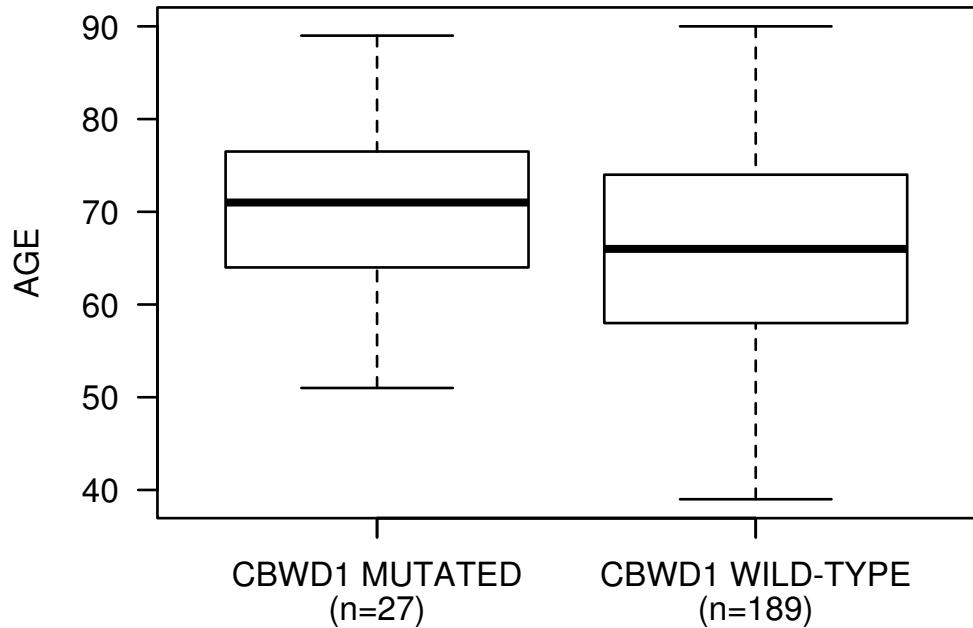 AGE
90
80
70
60
50
40
CBWD1 MUTATED
(n=27)
CBWD1 WILD-TYPE
(n=189)